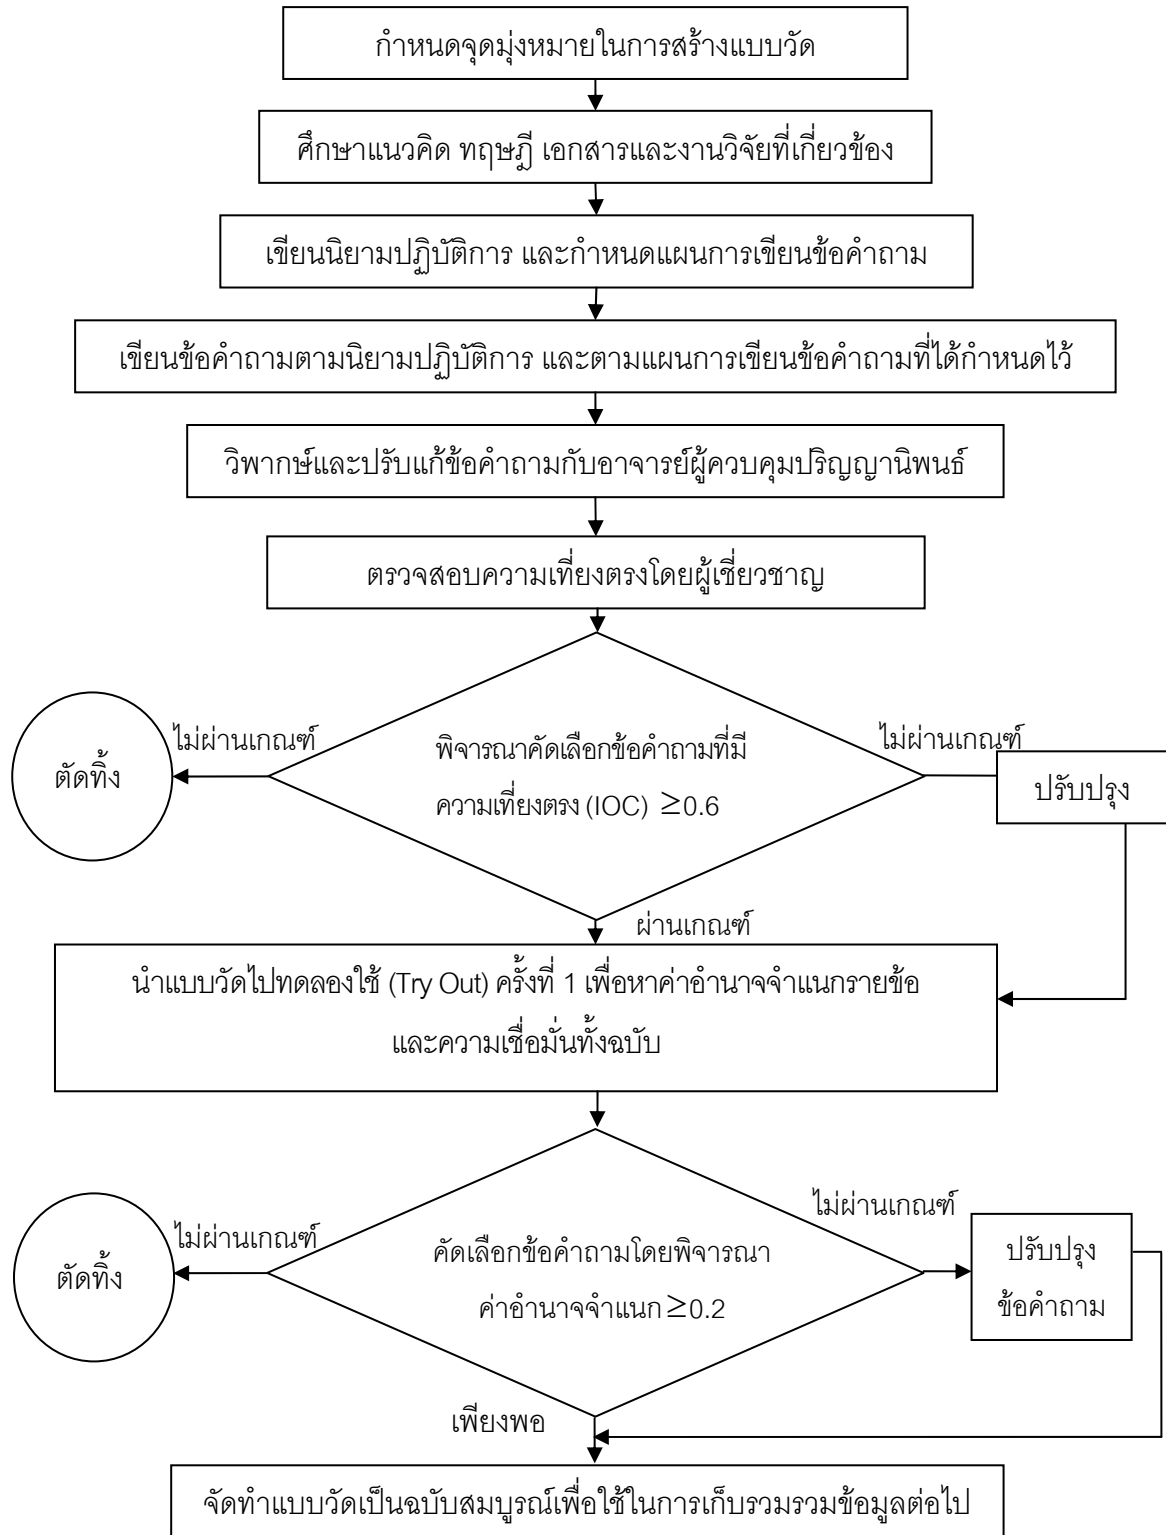 กำหนดจุดมุ่งหมายในการสร้างแบบวัด
ศึกษาแนวคิด ทฤษฎี เอกสารและงานวิจัยที่เกี่ยวข้อง
เขียนนิยามปฏิบัติการ และกำหนดแผนการเขียนข้อคำถาม
เขียนข้อคำถามตามนิยามปฏิบัติการ และตามแผนการเขียนข้อคำถามที่ได้กำหนดไว้
วิพากษ์และปรับแก้ข้อคำถามกับอาจารย์ผู้ควบคุมปริญญานิพนธ์
ตรวจสอบความเที่ยงตรงโดยผู้เชี่ยวชาญ
ตัดทิ้ง
ไม่ผ่านเกณฑ์
พิจารณาคัดเลือกข้อคำถามที่มี
ความเที่ยงตรง (IOC) ≥0.6
ไม่ผ่านเกณฑ์
ปรับปรุง
ผ่านเกณฑ์
นำแบบวัดไปทดลองใช้ (Try Out) ครั้งที่ 1 เพื่อหาค่าอำนาจจำแนกรายข้อ
และความเชื่อมั่นทั้งฉบับ
ตัดทิ้ง
ไม่ผ่านเกณฑ์
คัดเลือกข้อคำถามโดยพิจารณา
ค่าอำนาจจำแนก ≥0.2
ไม่ผ่านเกณฑ์
ปรับปรุง
ข้อคำถาม
เพียงพอ
จัดทำแบบวัดเป็นฉบับสมบูรณ์เพื่อใช้ในการเก็บรวมรวมข้อมูลต่อไป